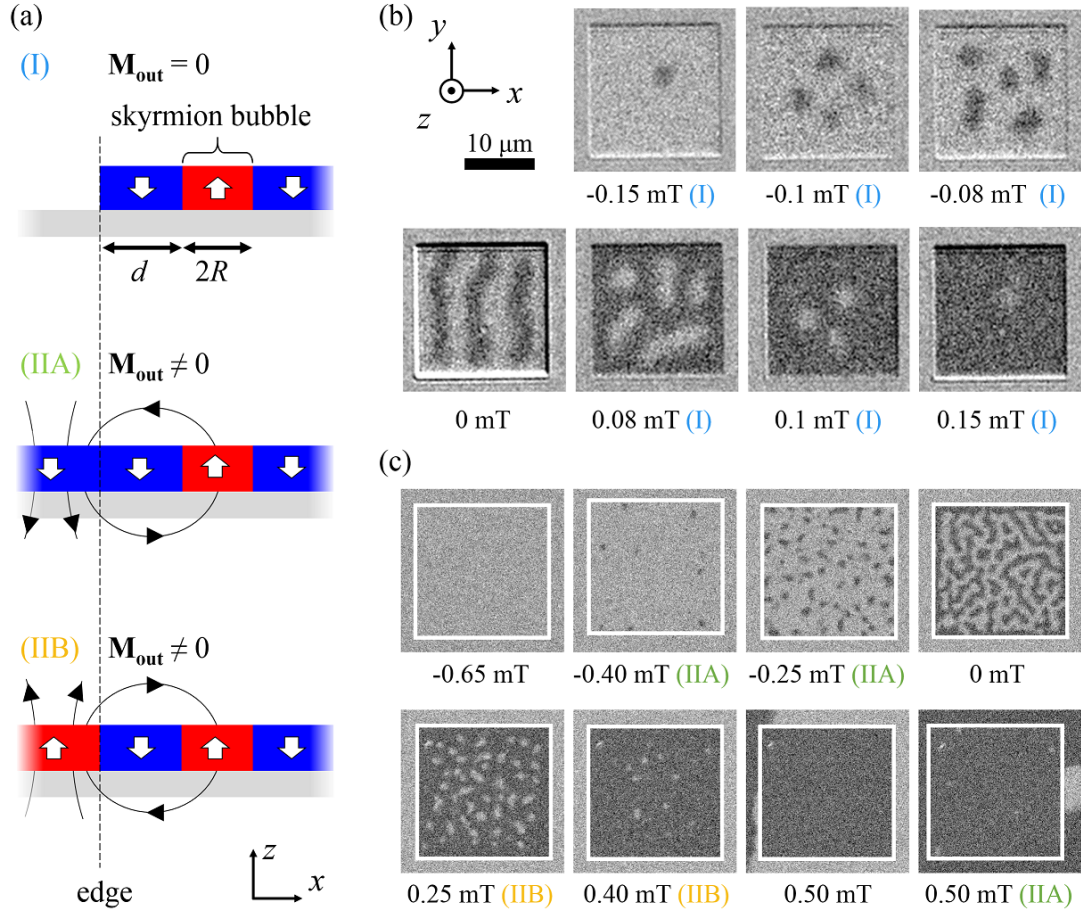 (a)
(I) M_out = 0
skyrmion bubble
d 2R
(IIA) M_out ≠ 0
(IIB) M_out ≠ 0
z
x
edge
(b)
y
x
z
10 μm
-0.15 mT (I) -0.1 mT (I) -0.08 mT (I)
0 mT 0.08 mT (I) 0.1 mT (I) 0.15 mT (I)
(c)
-0.65 mT -0.40 mT (IIA) -0.25 mT (IIA) 0 mT
0.25 mT (IIB) 0.40 mT (IIB) 0.50 mT 0.50 mT (IIA)